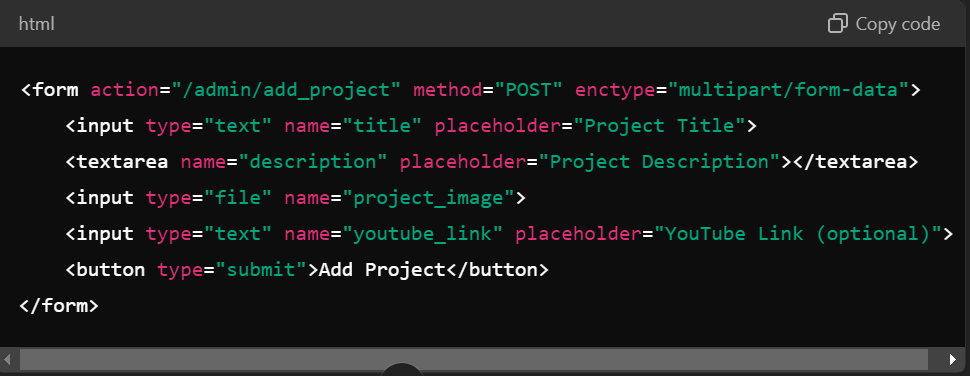 html
Copy code
<form action="/admin/add_project" method="POST" enctype="multipart/form-data">
    <input type="text" name="title" placeholder="Project Title">
    <textarea name="description" placeholder="Project Description"></textarea>
    <input type="file" name="project_image">
    <input type="text" name="youtube_link" placeholder="YouTube Link (optional)">
    <button type="submit">Add Project</button>
</form>